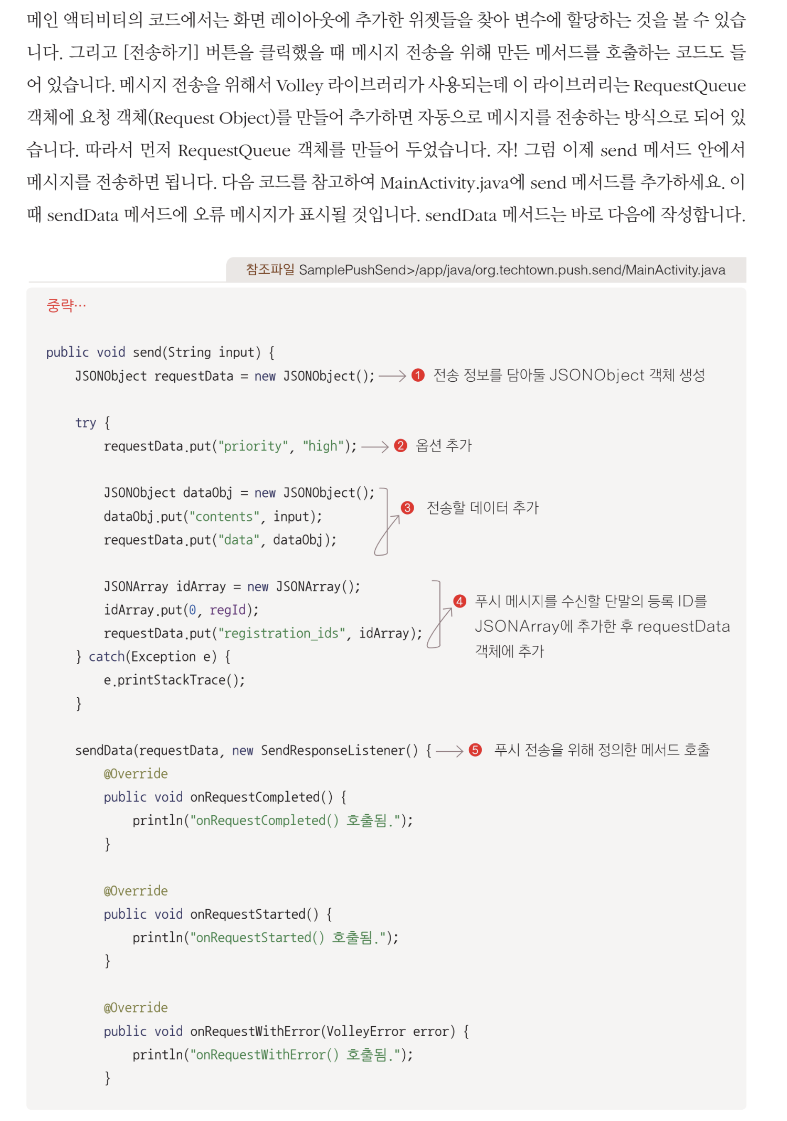 메인 액티비티의 코드에서는 화면 레이아웃에 추가한 위젯들을 찾아 변수에 할당하는 것을 볼 수 있습
니다. 그리고 [전송하기] 버튼을 클릭했을 때 메시지 전송을 위해 만든 메서드를 호출하는 코드도 들
어 있습니다. 메시지 전송을 위해서 Volley 라이브러리가 사용되는데 이 라이브러리는 RequestQueue
객체에 요청 객체(Request Object)를 만들어 추가하면 자동으로 메시지를 전송하는 방식으로 되어 있
습니다. 따라서 먼저 RequestQueue 객체를 만들어 두었습니다. 자! 그럼 이제 send 메서드 안에서
메시지를 전송하면 됩니다. 다음 코드를 참고하여 MainActivity.java에 send 메서드를 추가하세요. 이
때 sendData 메서드에 오류 메시지가 표시될 것입니다. sendData 메서드는 바로 다음에 작성합니다.
참조파일 SamplePushSend>/app/java/org.techtown.push.send/MainActivity.java
중략…
public void send(String input) {
JSONObject requestData = new JSONObject(); ❶ 전송 정보를 담아둘 JSONObject 객체 생성
try {
requestData.put("priority", "high"); ❷ 옵션 추가
JSONObject dataObj = new JSONObject();
dataObj.put("contents", input); ❸ 전송할 데이터 추가
requestData.put("data", dataObj);
JSONArray idArray = new JSONArray();
idArray.put(0, regId); ❹ 푸시 메시지를 수신할 단말의 등록 ID를
requestData.put("registration_ids", idArray); JSONArray에 추가한 후 requestData
} catch(Exception e) { 객체에 추가
e.printStackTrace();
}
sendData(requestData, new SendResponseListener() { ❺ 푸시 전송을 위해 정의한 메서드 호출
@Override
public void onRequestCompleted() {
println("onRequestCompleted() 호출됨.");
}
@Override
public void onRequestStarted() {
println("onRequestStarted() 호출됨.");
}
@Override
public void onRequestWithError(VolleyError error) {
println("onRequestWithError() 호출됨.");
}